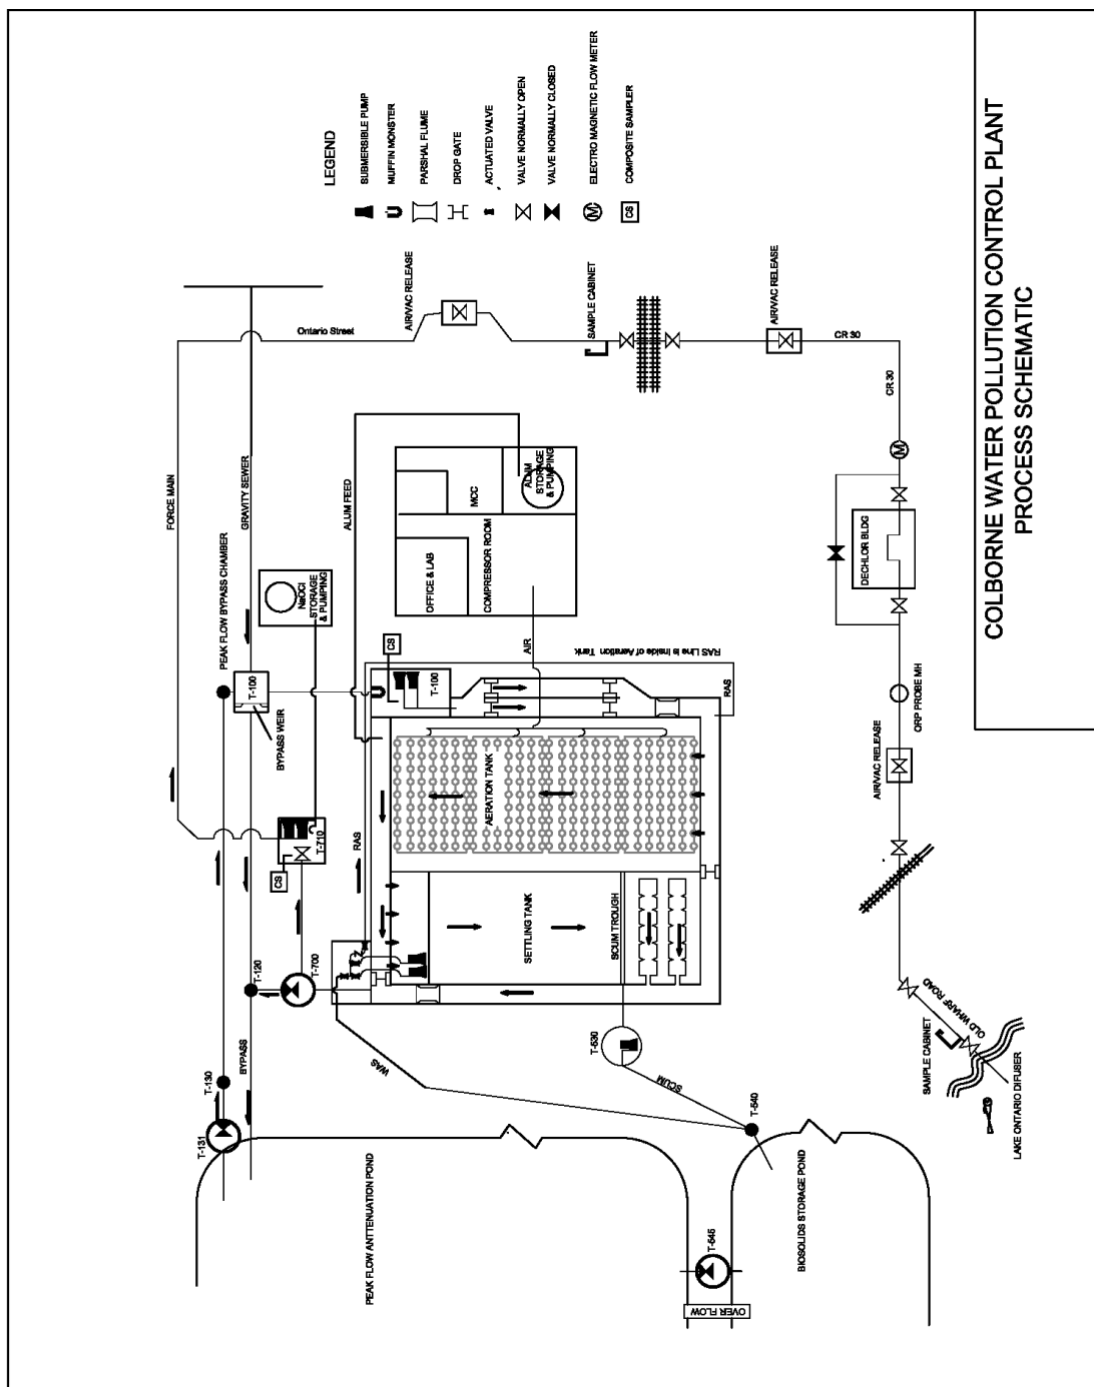 COLBORNE WATER POLLUTION CONTROL PLANT
PROCESS SCHEMATIC
LEGEND
SUBMERSIBLE PUMP
MUFFIN MONSTER
PARSHAL FLUME
DROP GATE
ACTUATED VALVE
VALVE NORMALLY OPEN
VALVE NORMALLY CLOSED
M
ELECTRO MAGNETIC FLOW METER
CS
COMPOSITE SAMPLER
FORCE MAIN
Ontario Street
AIR/VAC RELEASE
SAMPLE CABINET
AIR/VAC RELEASE
CR 30
CR 30
M
DECHLOR BLDG
ORP PROBE MH
AIR/VAC RELEASE
OLD WHARF ROAD
SAMPLE CABINET
LAKE ONTARIO DIFUSER
GRAVITY SEWER
PEAK FLOW BYPASS CHAMBER
T-100
BYPASS WEIR
NaOCl
STORAGE
& PUMPING
ALUM FEED
OFFICE & LAB
MCC
COMPRESSOR ROOM
ALUM
STORAGE
& PUMPING
AIR
CS
T-100
RAS Line is Inside of Aeration Tank
RAS
AERATION TANK
SETTLING TANK
SCUM TROUGH
RAS
T-710
CS
T-700
T-120
BYPASS
T-130
T-131
WAS
T-530
SCUM
T-540
T-545
OVER FLOW
PEAK FLOW ANTTENUATION POND
BIOSOLIDS STORAGE POND